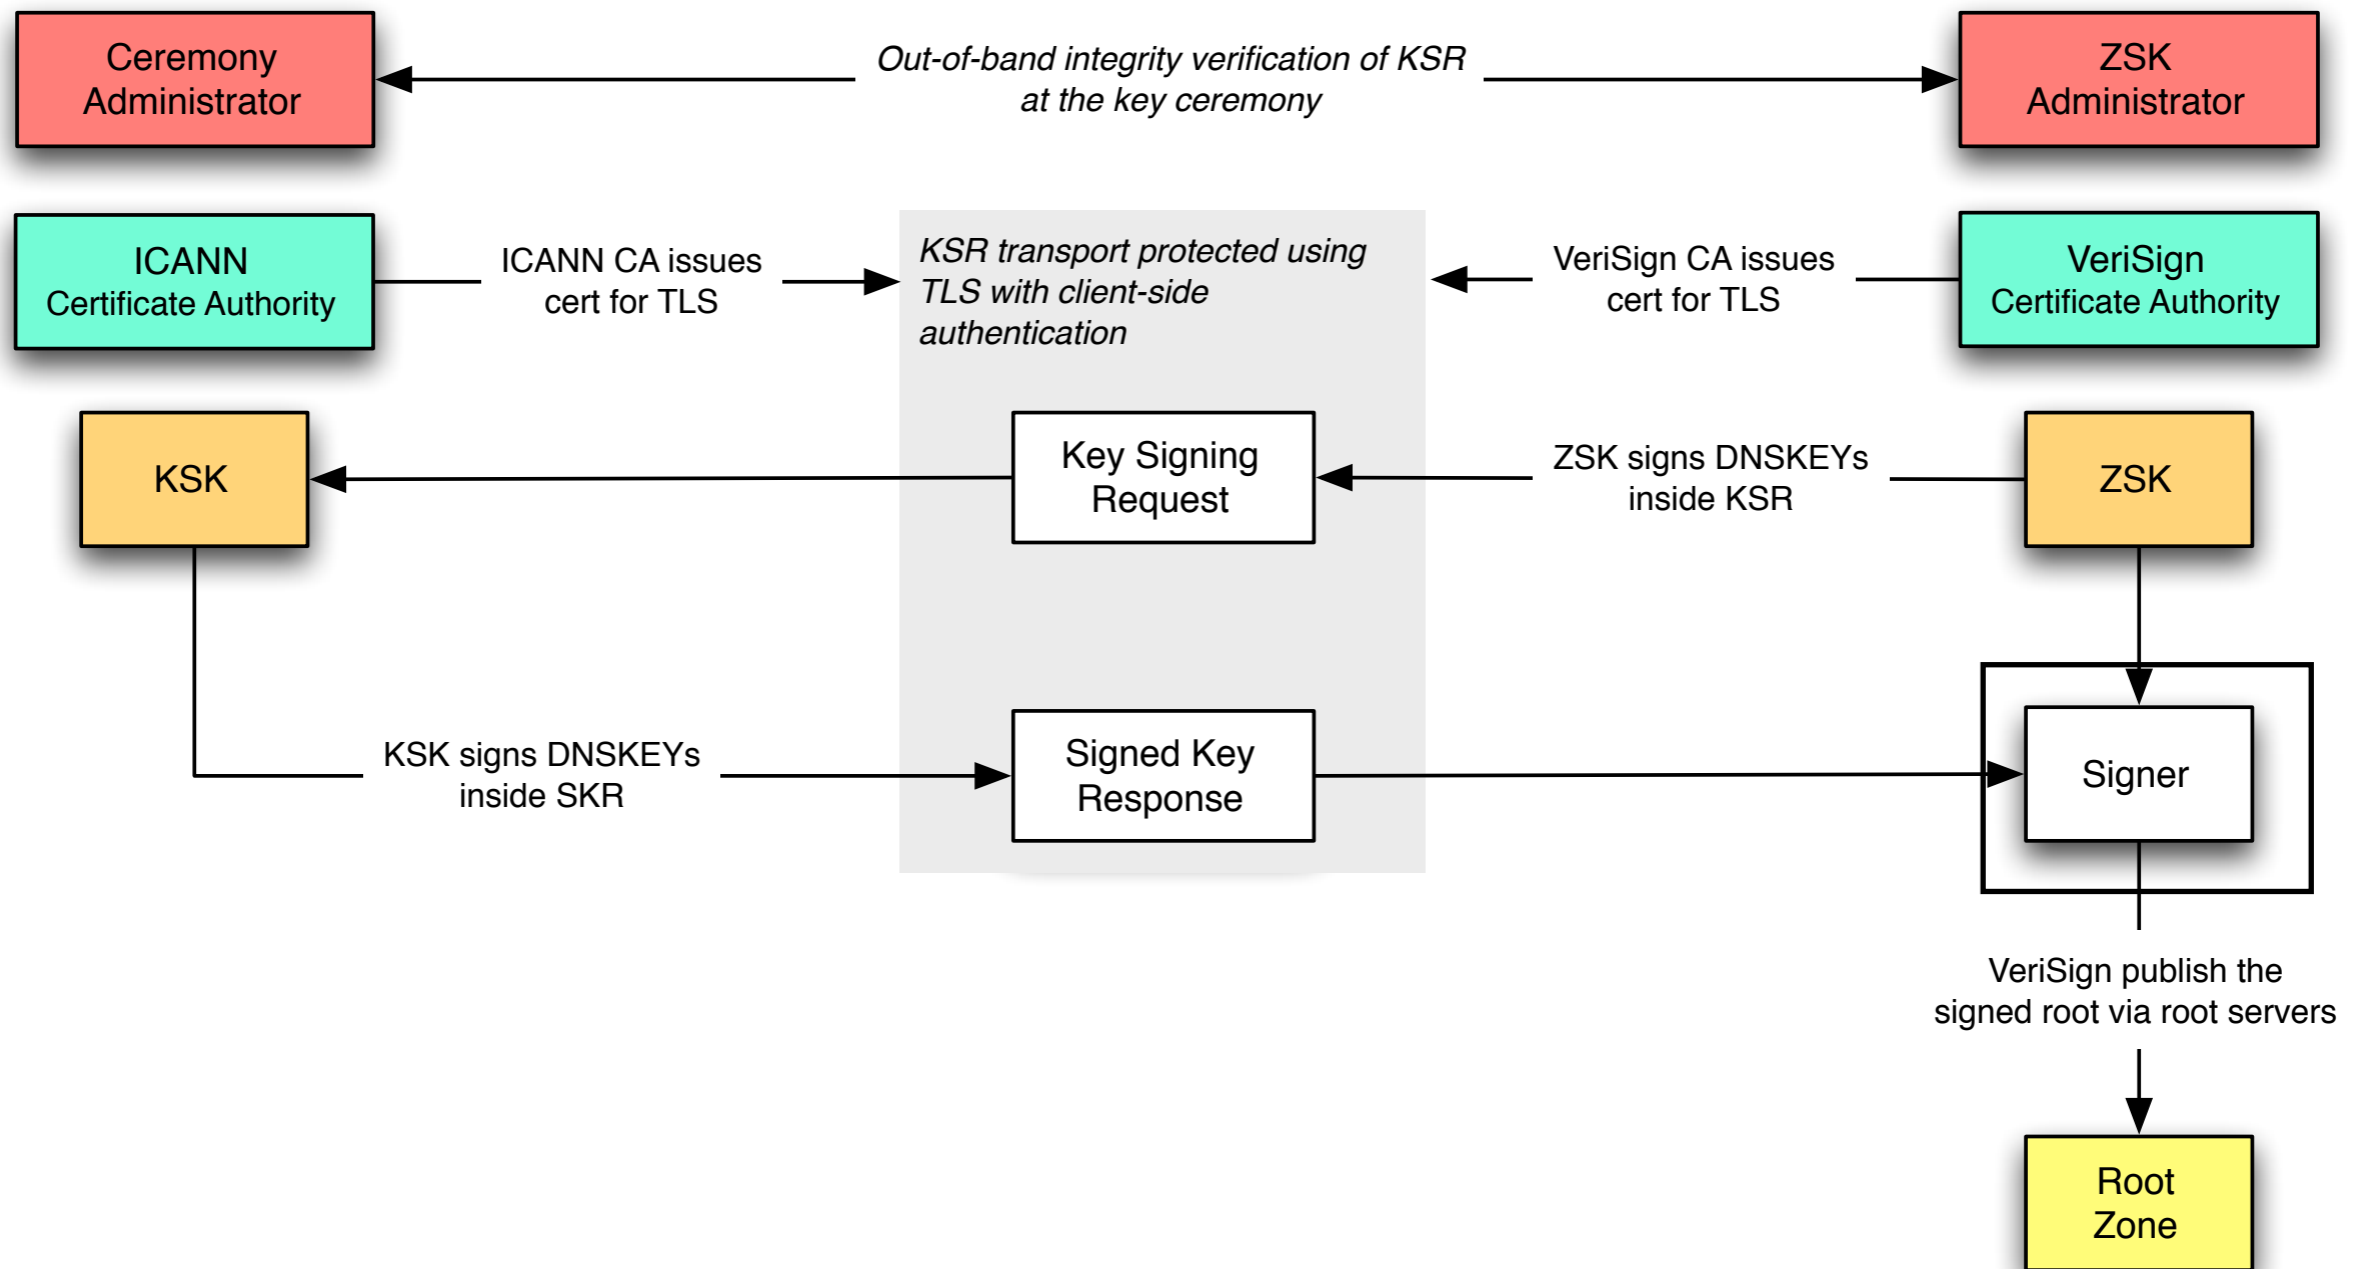 Ceremony
Administrator
Out-of-band integrity verification of KSR
at the key ceremony
ZSK
Administrator
ICANN
Certificate Authority
ICANN CA issues
cert for TLS
KSR transport protected using
TLS with client-side
authentication
VeriSign CA issues
cert for TLS
VeriSign
Certificate Authority
KSK
Key Signing
Request
ZSK signs DNSKEYs
inside KSR
ZSK
KSK signs DNSKEYs
inside SKR
Signed Key
Response
Signer
VeriSign publish the
signed root via root servers
Root
Zone